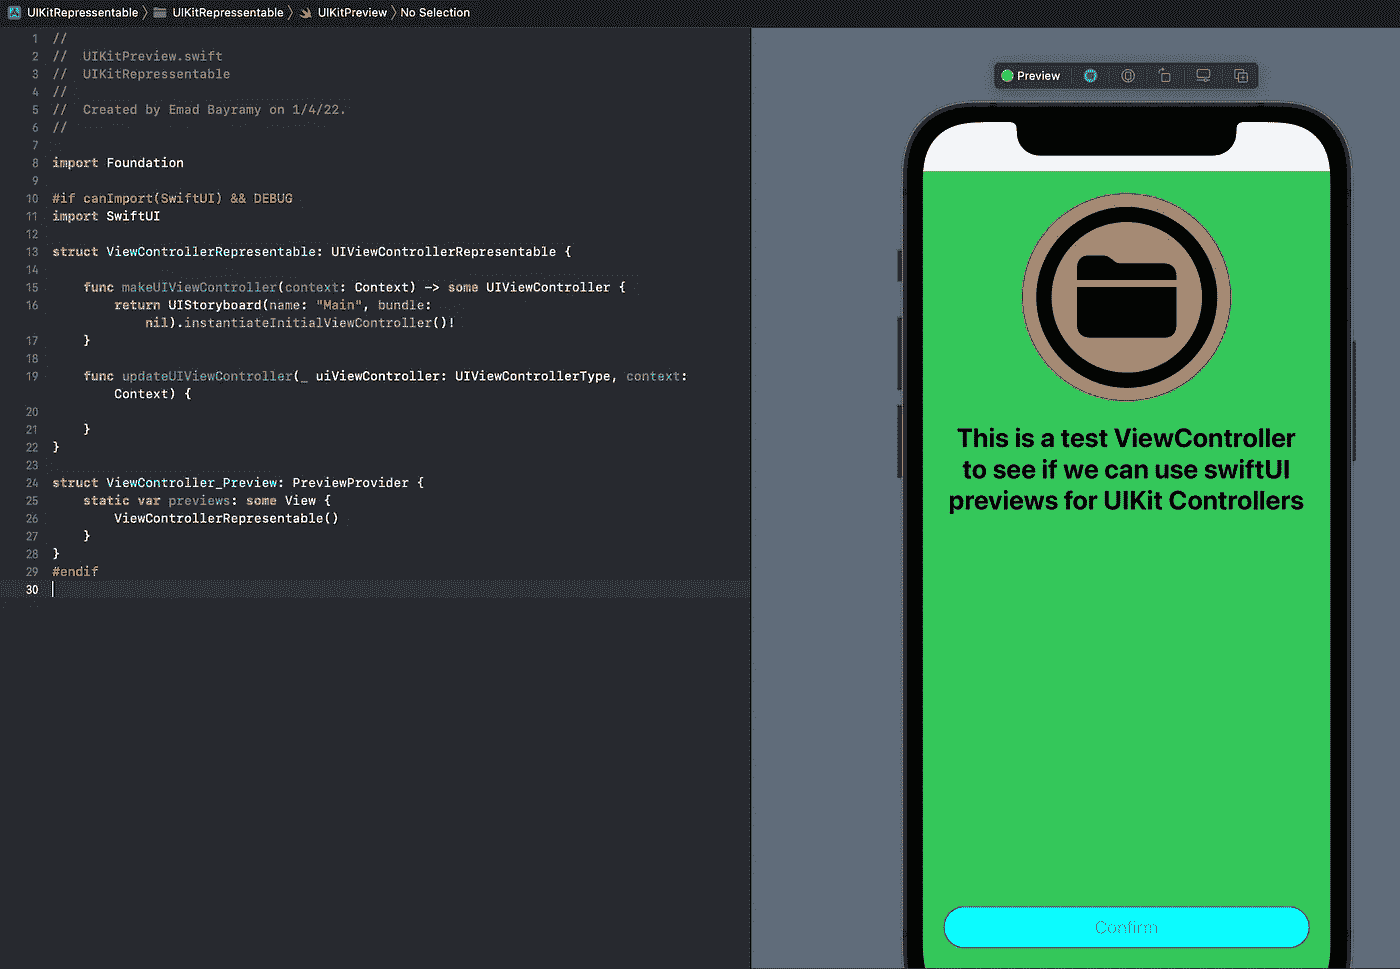 UIKitRepressentable 〉 UIKitRepressentable 〉 UIKitPreview 〉 No Selection
1 //
2 //  UIKitPreview.swift
3 //  UIKitRepressentable
4 //
5 //  Created by Emad Bayramy on 1/4/22.
6 //
7
8 import Foundation
9
10 #if canImport(SwiftUI) && DEBUG
11 import SwiftUI
12
13 struct ViewControllerRepresentable: UIViewControllerRepresentable {
14
15     func makeUIViewController(context: Context) -> some UIViewController {
16         return UIStoryboard(name: "Main", bundle:
            nil).instantiateInitialViewController()!
17     }
18
19     func updateUIViewController(_ uiViewController: UIViewControllerType, context:
        Context) {
20
21     }
22 }
23
24 struct ViewController_Preview: PreviewProvider {
25     static var previews: some View {
26         ViewControllerRepresentable()
27     }
28 }
29 #endif
30
Preview
This is a test ViewController
to see if we can use swiftUI
previews for UIKit Controllers
Confirm